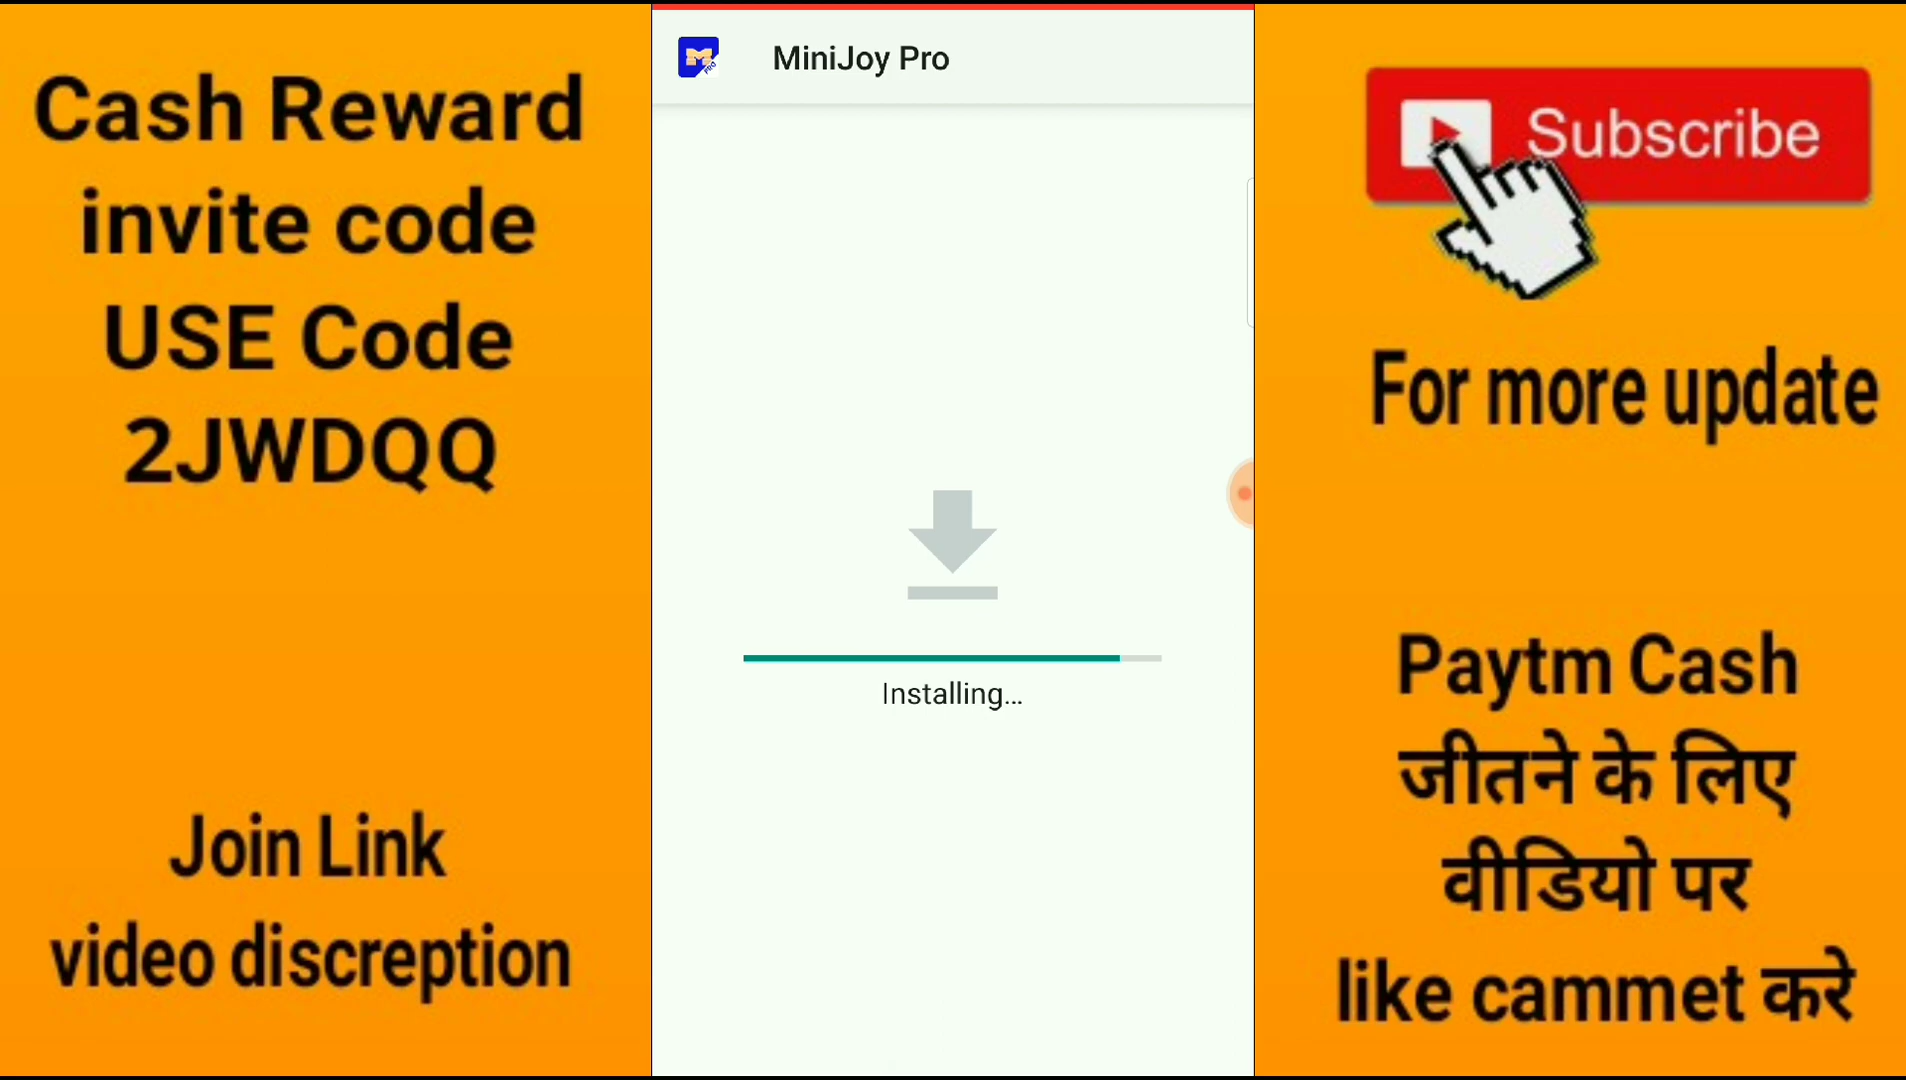 Cash Reward
invite code
USE Code
2JWDQQ
Join Link
video discreption
MiniJoy Pro
Installing...
Subscribe
For more update
Paytm Cash
जीतने के लिए
वीडियो पर
like cammet करे